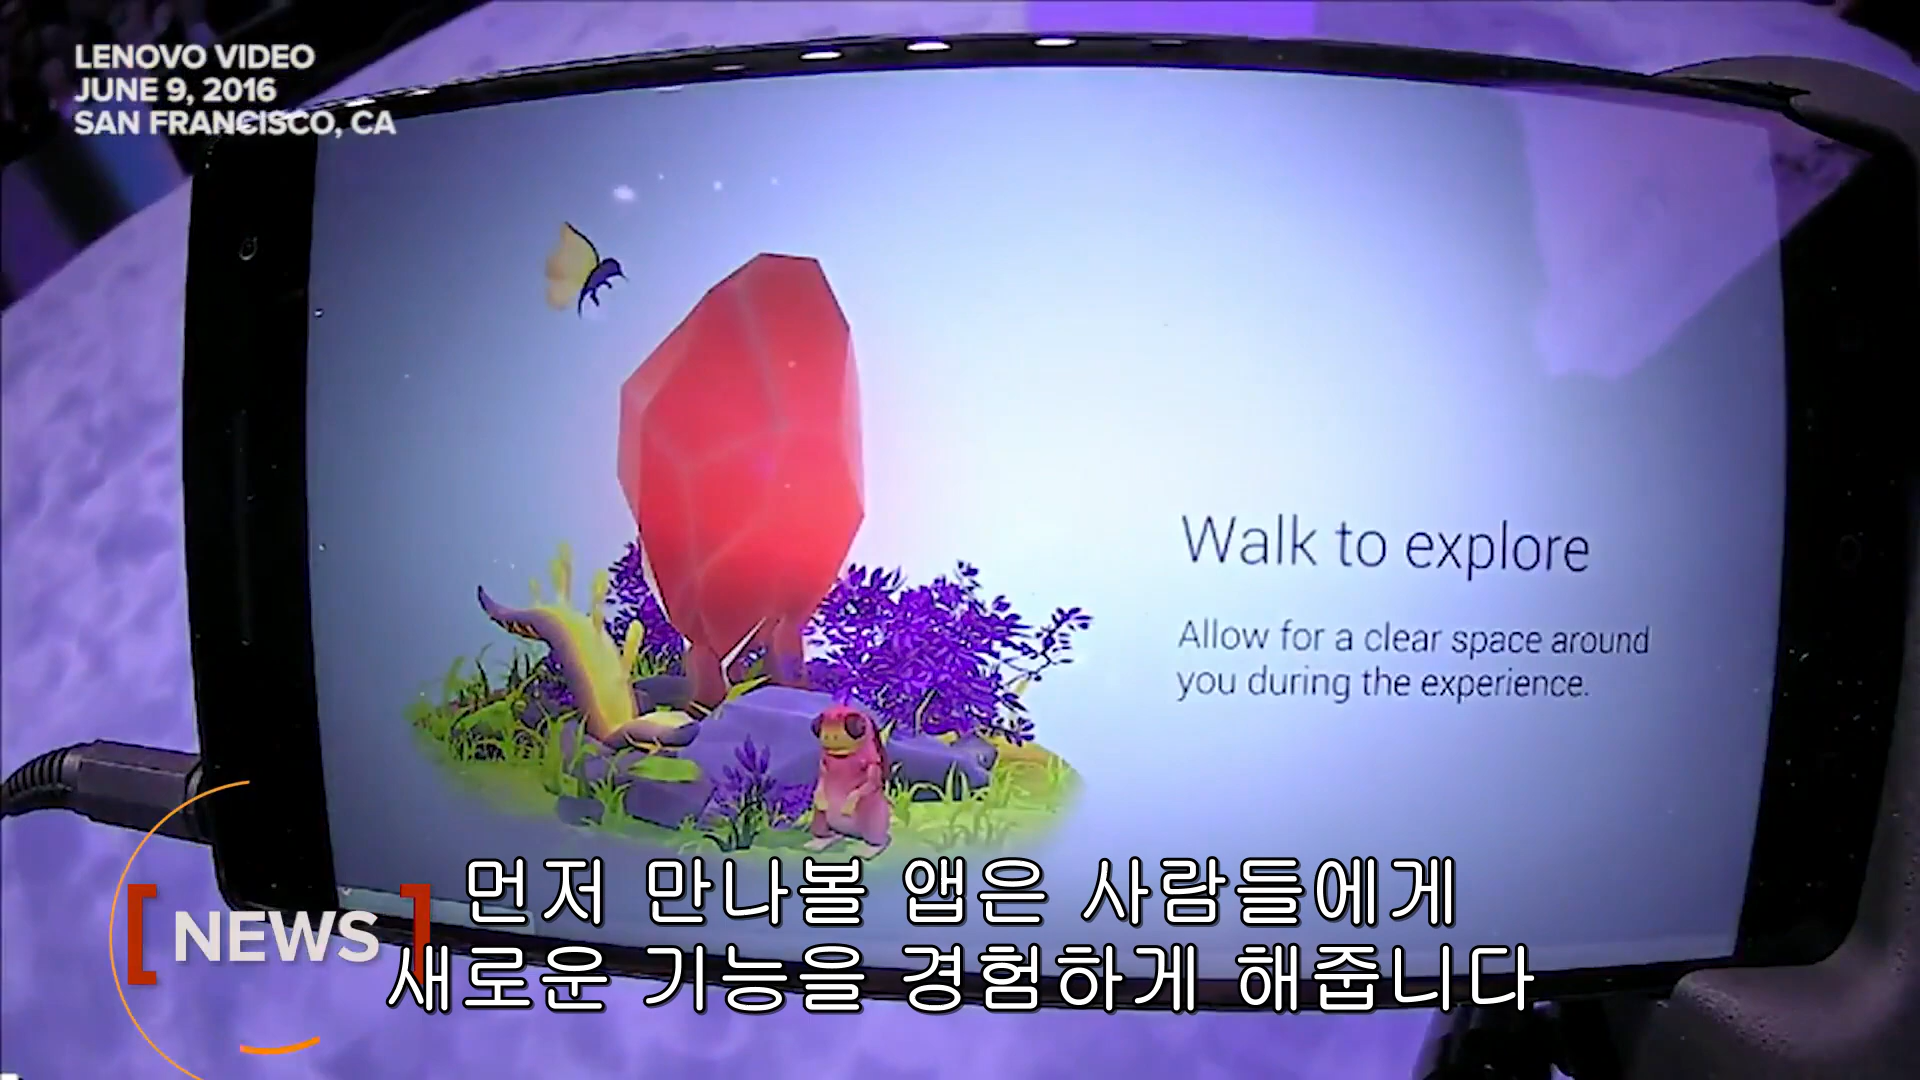 LENOVO VIDEO
JUNE 9, 2016
SAN FRANCISCO, CA
Walk to explore
Allow for a clear space around
you during the experience.
[NEWS]
먼저 만나볼 앱은 사람들에게
새로운 기능을 경험하게 해줍니다